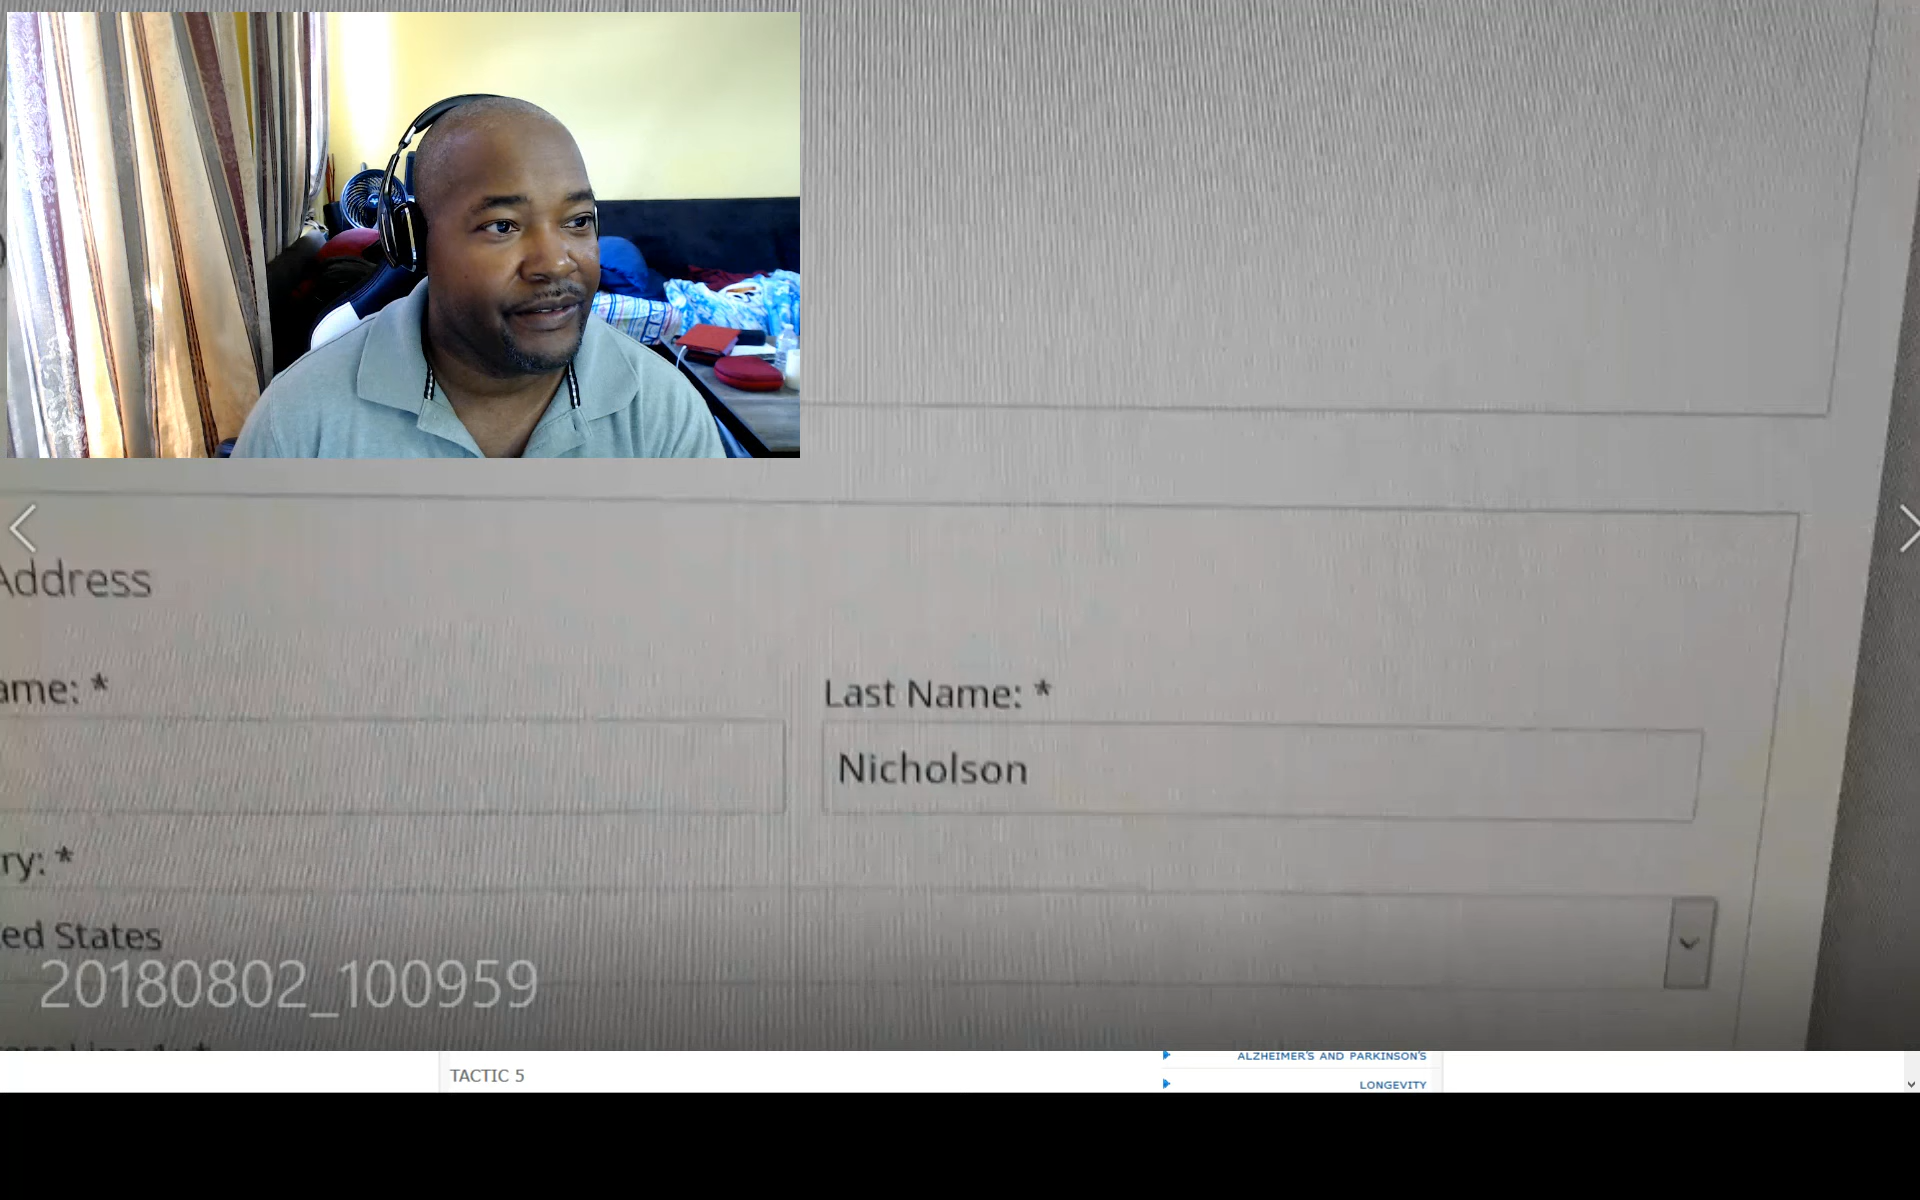 Address
ame: *
Last Name: *
Nicholson
ry: *
ed States
20180802_100959
TACTIC 5
ALZHEIMER'S AND PARKINSON'S
LONGEVITY